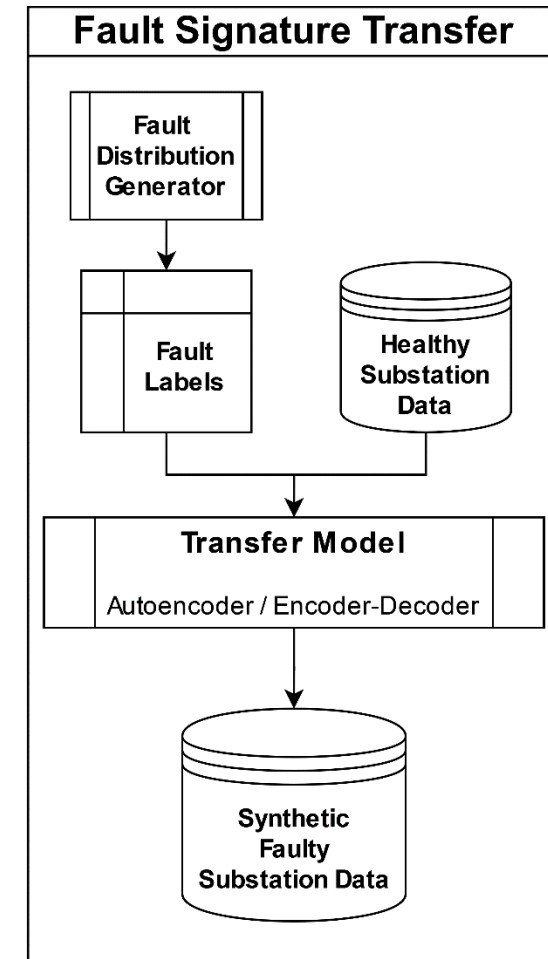 Fault Signature Transfer
Fault
Distribution
Generator
Fault
Labels
Healthy
Substation
Data
Transfer Model
Autoencoder / Encoder-Decoder
Synthetic
Faulty
Substation Data